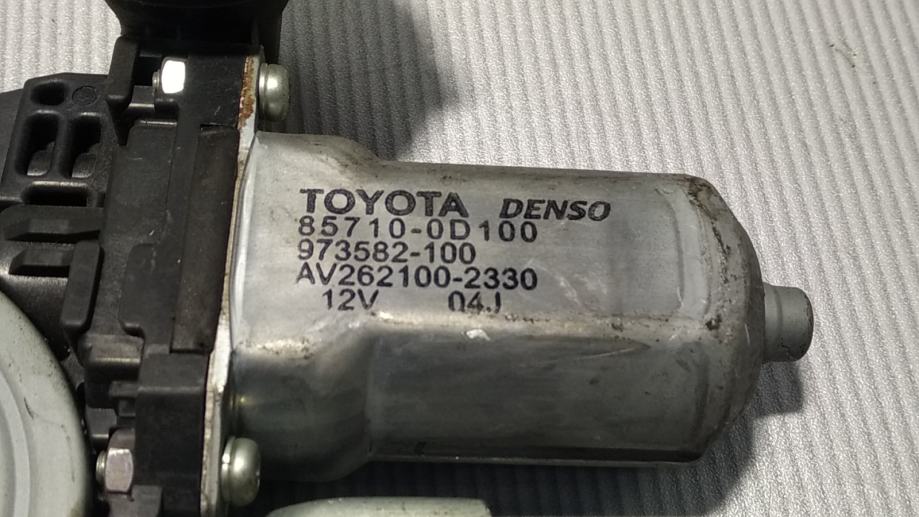 TOYOTA DENSO
85710-0D100
973582-100
AV262100-2330
12V 04J